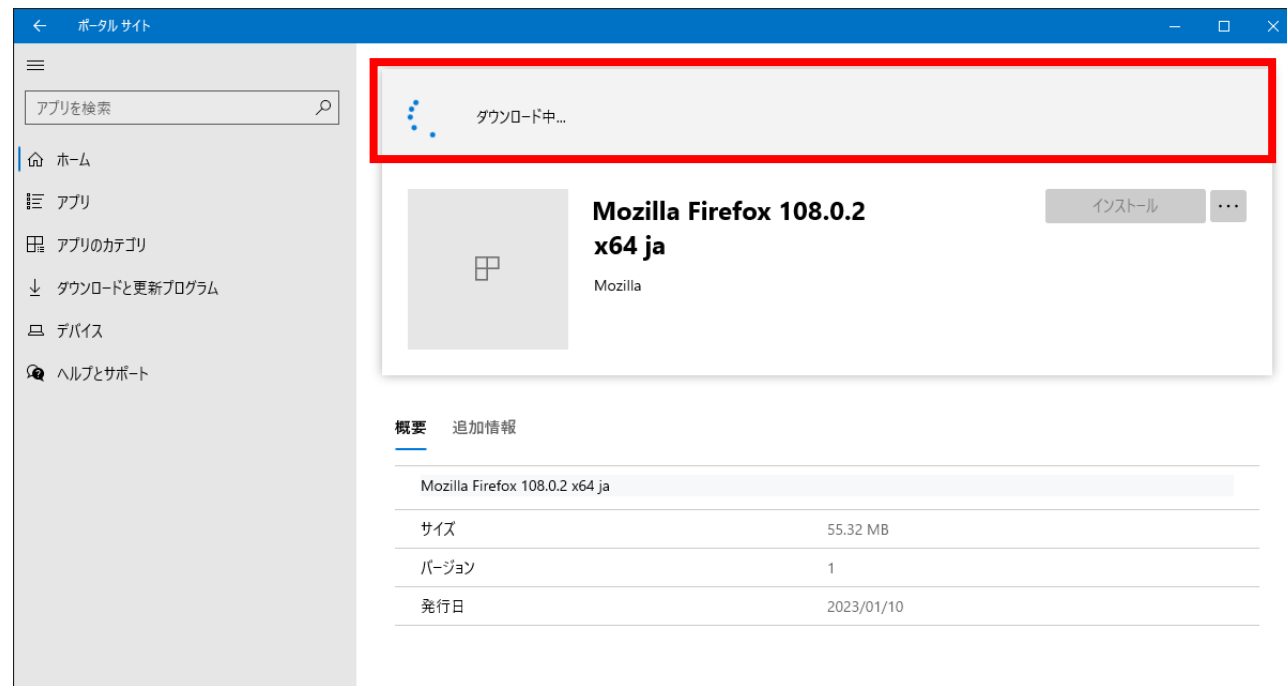 ポータル サイト
アプリを検索
ホーム
アプリ
アプリのカテゴリ
ダウンロードと更新プログラム
デバイス
ヘルプとサポート
ダウンロード中...
Mozilla Firefox 108.0.2
x64 ja
Mozilla
インストール
概要 追加情報
Mozilla Firefox 108.0.2 x64 ja
サイズ 55.32 MB
バージョン 1
発行日 2023/01/10